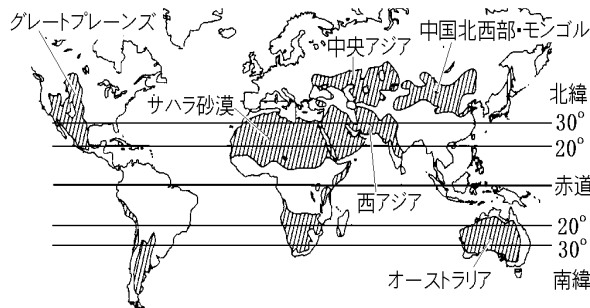 グレートプレーンズ
中央アジア
中国北西部・モンゴル
サハラ砂漠
北緯
30°
20°
西アジア
赤道
20°
30°
オーストラリア
南緯